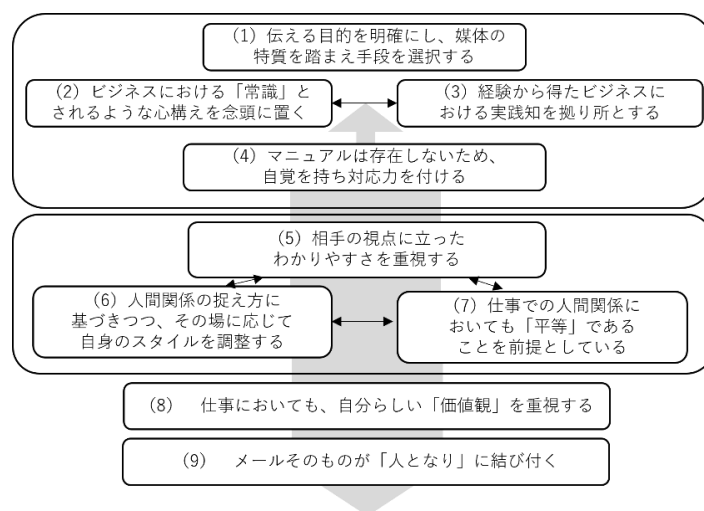 （1）伝える目的を明確にし、媒体の
特質を踏まえ手段を選択する
（2）ビジネスにおける「常識」と
されるような心構えを念頭に置く
（3）経験から得たビジネスに
おける実践知を拠り所とする
（4）マニュアルは存在しないため、
自覚を持ち対応力を付ける
（5）相手の視点に立った
わかりやすさを重視する
（6）人間関係の捉え方に
基づきつつ、その場に応じて
自身のスタイルを調整する
（7）仕事での人間関係に
おいても「平等」である
ことを前提としている
（8）　仕事においても、自分らしい「価値観」を重視する
（9）　メールそのものが「人となり」に結び付く